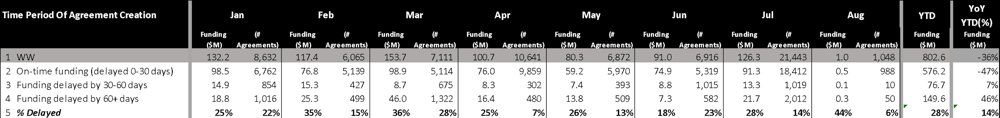 Time Period Of Agreement Creation Jan Feb Mar Apr May Jun Jul Aug YTD YoY YTD(%)
Funding ($M) (# Agreements) Funding ($M) (# Agreements) Funding ($M) (# Agreements) Funding ($M) (# Agreements) Funding ($M) (# Agreements) Funding ($M) (# Agreements) Funding ($M) (# Agreements) Funding ($M) (# Agreements) Funding ($M) Funding ($M)
1 WW 132.2 8,632 117.4 6,065 153.7 7,111 100.7 10,641 80.3 6,872 91.0 6,916 126.3 21,443 1.0 1,048 802.6 -36%
2 On-time funding (delayed 0-30 days) 98.5 6,762 76.8 5,139 98.9 5,114 76.0 9,859 59.2 5,970 74.9 5,319 91.3 18,412 0.5 988 576.2 -47%
3 Funding delayed by 30-60 days 14.9 854 15.3 427 8.7 675 8.3 302 7.4 393 8.8 1,015 13.3 1,019 0.1 10 76.7 7%
4 Funding delayed by 60+ days 18.8 1,016 25.3 499 46.0 1,322 16.4 480 13.8 509 7.3 582 21.7 2,012 0.3 50 149.6 46%
5 % Delayed 25% 22% 35% 15% 36% 28% 25% 7% 26% 13% 18% 23% 28% 14% 44% 6% 28% 14%